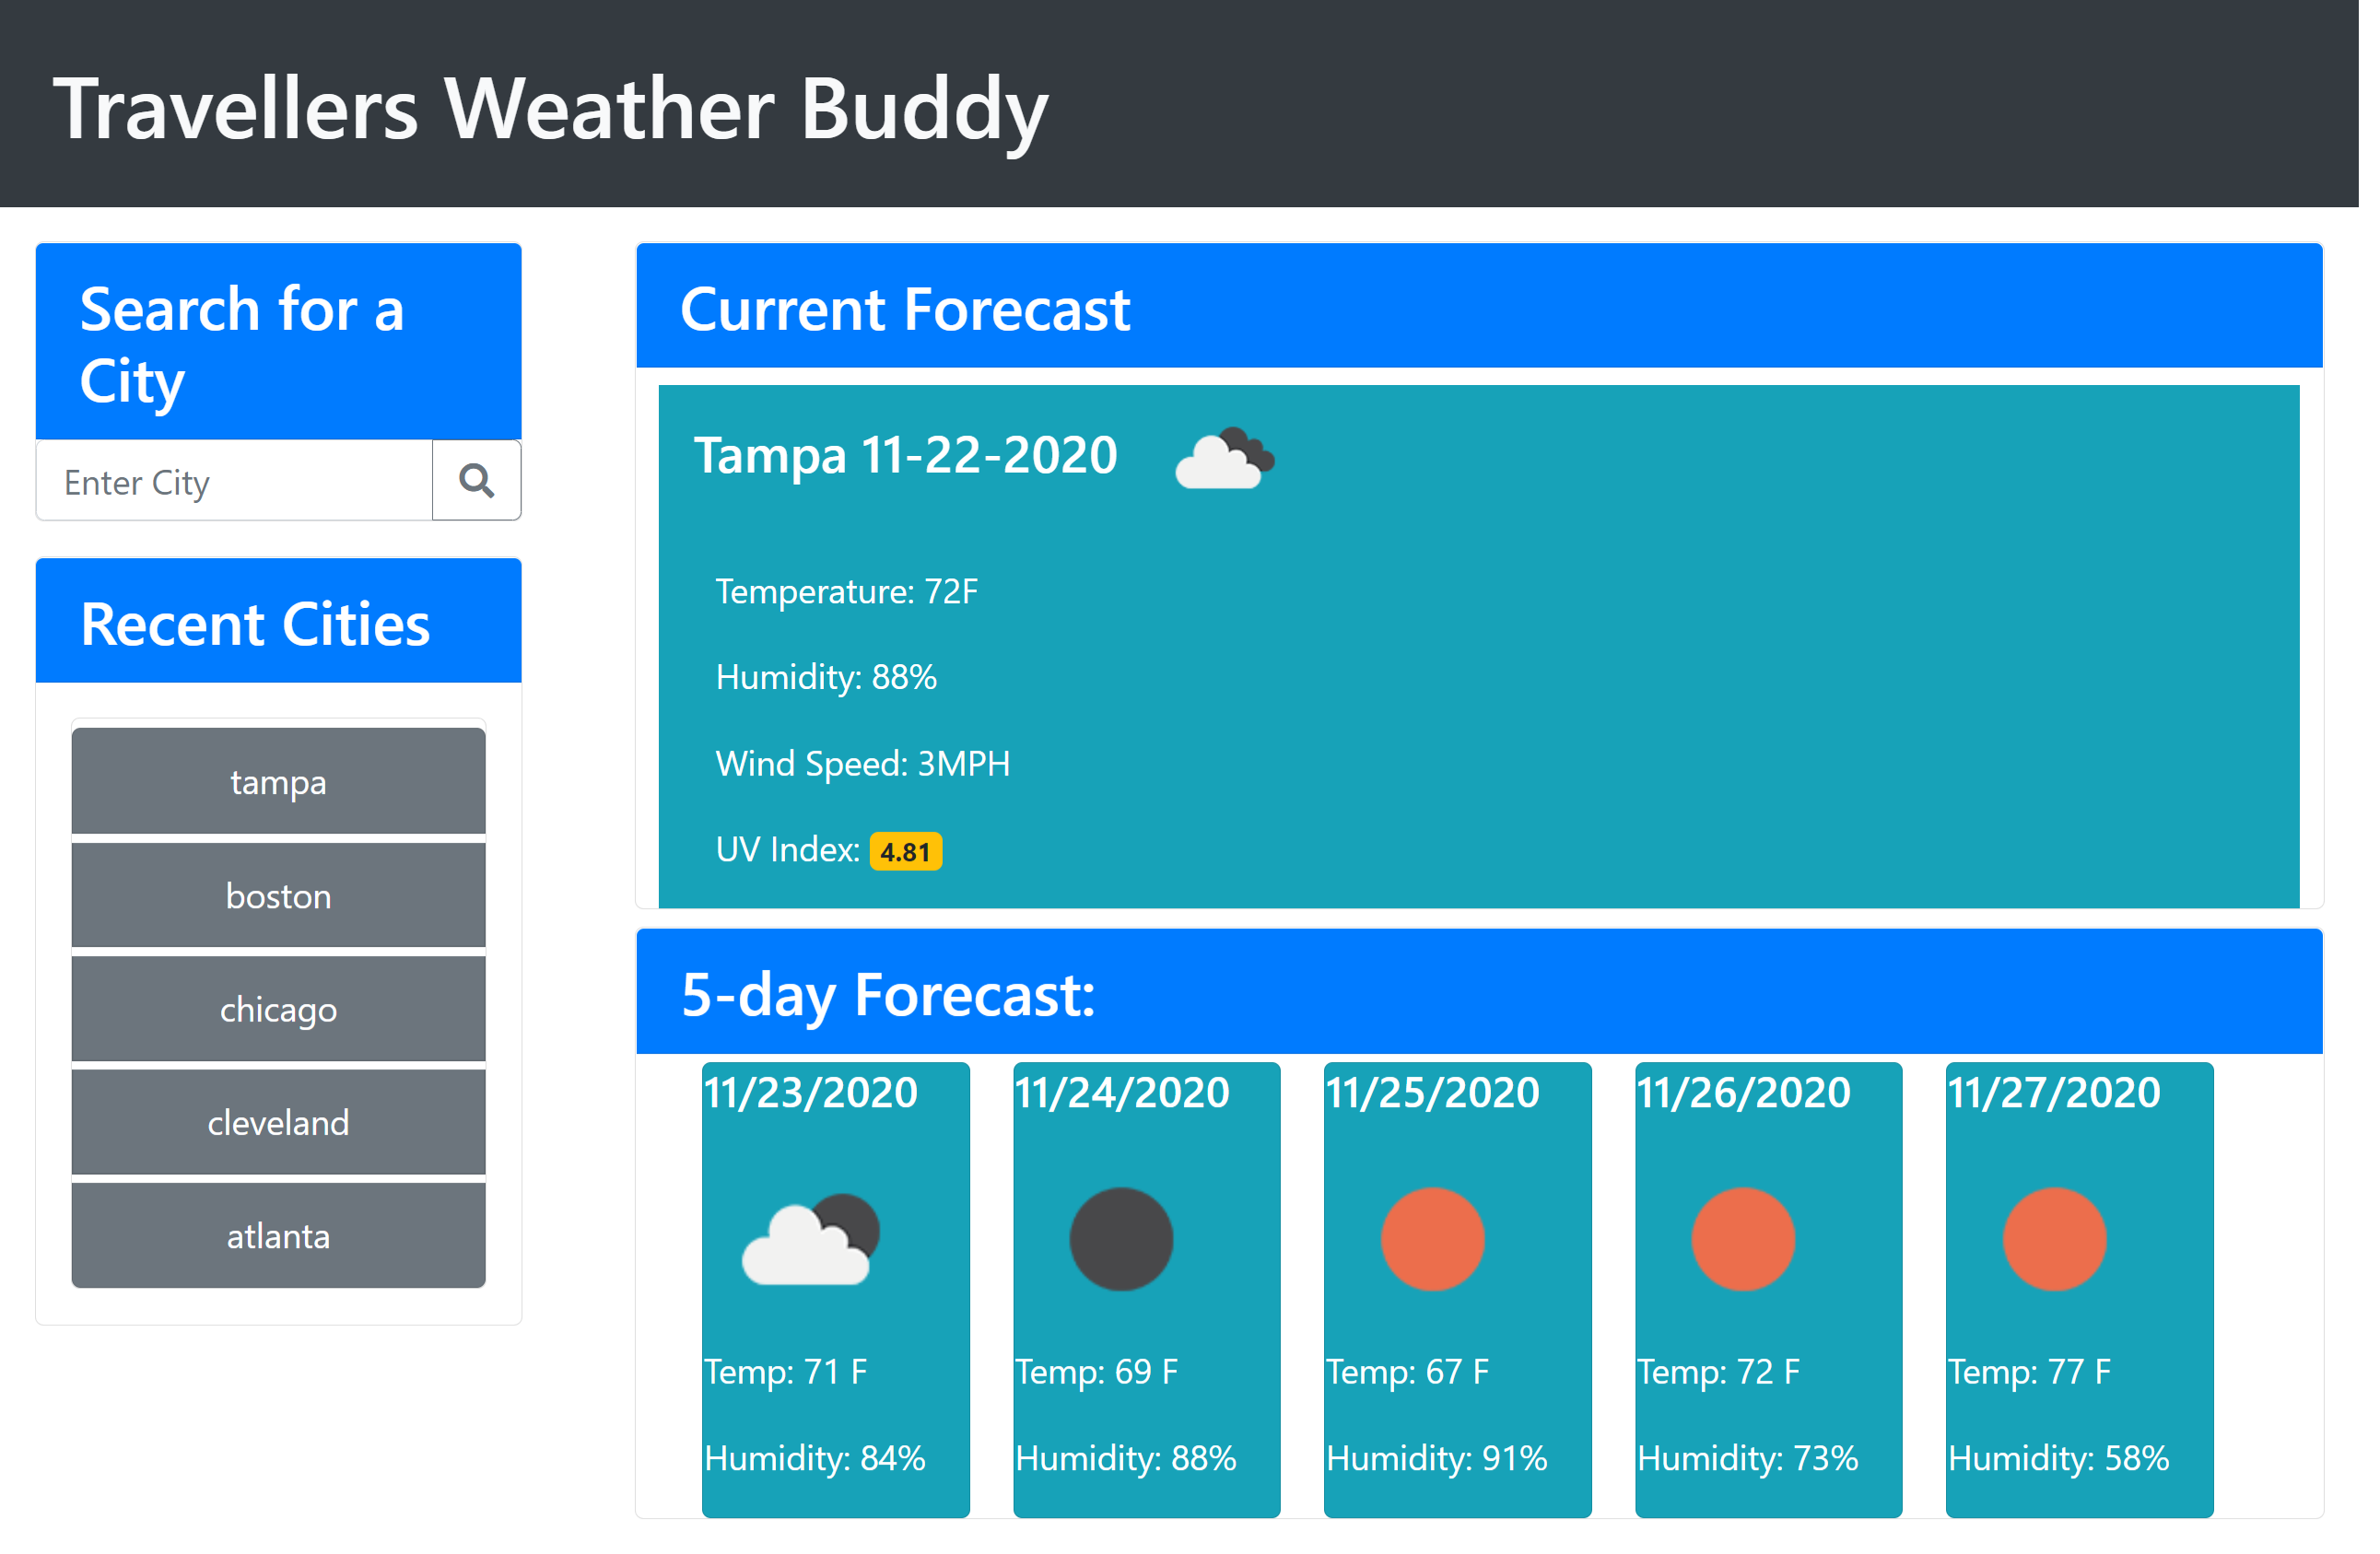 Travellers Weather Buddy
Search for a
City
Enter City
Recent Cities
tampa
boston
chicago
cleveland
atlanta
Current Forecast
Tampa 11-22-2020
Temperature: 72F
Humidity: 88%
Wind Speed: 3MPH
UV Index: 4.81
5-day Forecast:
11/23/2020
Temp: 71 F
Humidity: 84%
11/24/2020
Temp: 69 F
Humidity: 88%
11/25/2020
Temp: 67 F
Humidity: 91%
11/26/2020
Temp: 72 F
Humidity: 73%
11/27/2020
Temp: 77 F
Humidity: 58%